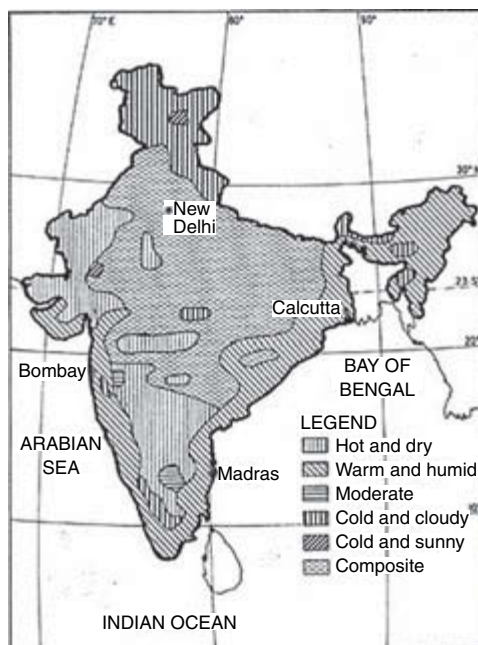 70° E
80°
90°
30° N
New
Delhi
23.5°
Calcutta
Bombay
BAY OF
BENGAL
ARABIAN
SEA
LEGEND
Hot and dry
Warm and humid
Moderate
Cold and cloudy
Cold and sunny
Composite
Madras
INDIAN OCEAN